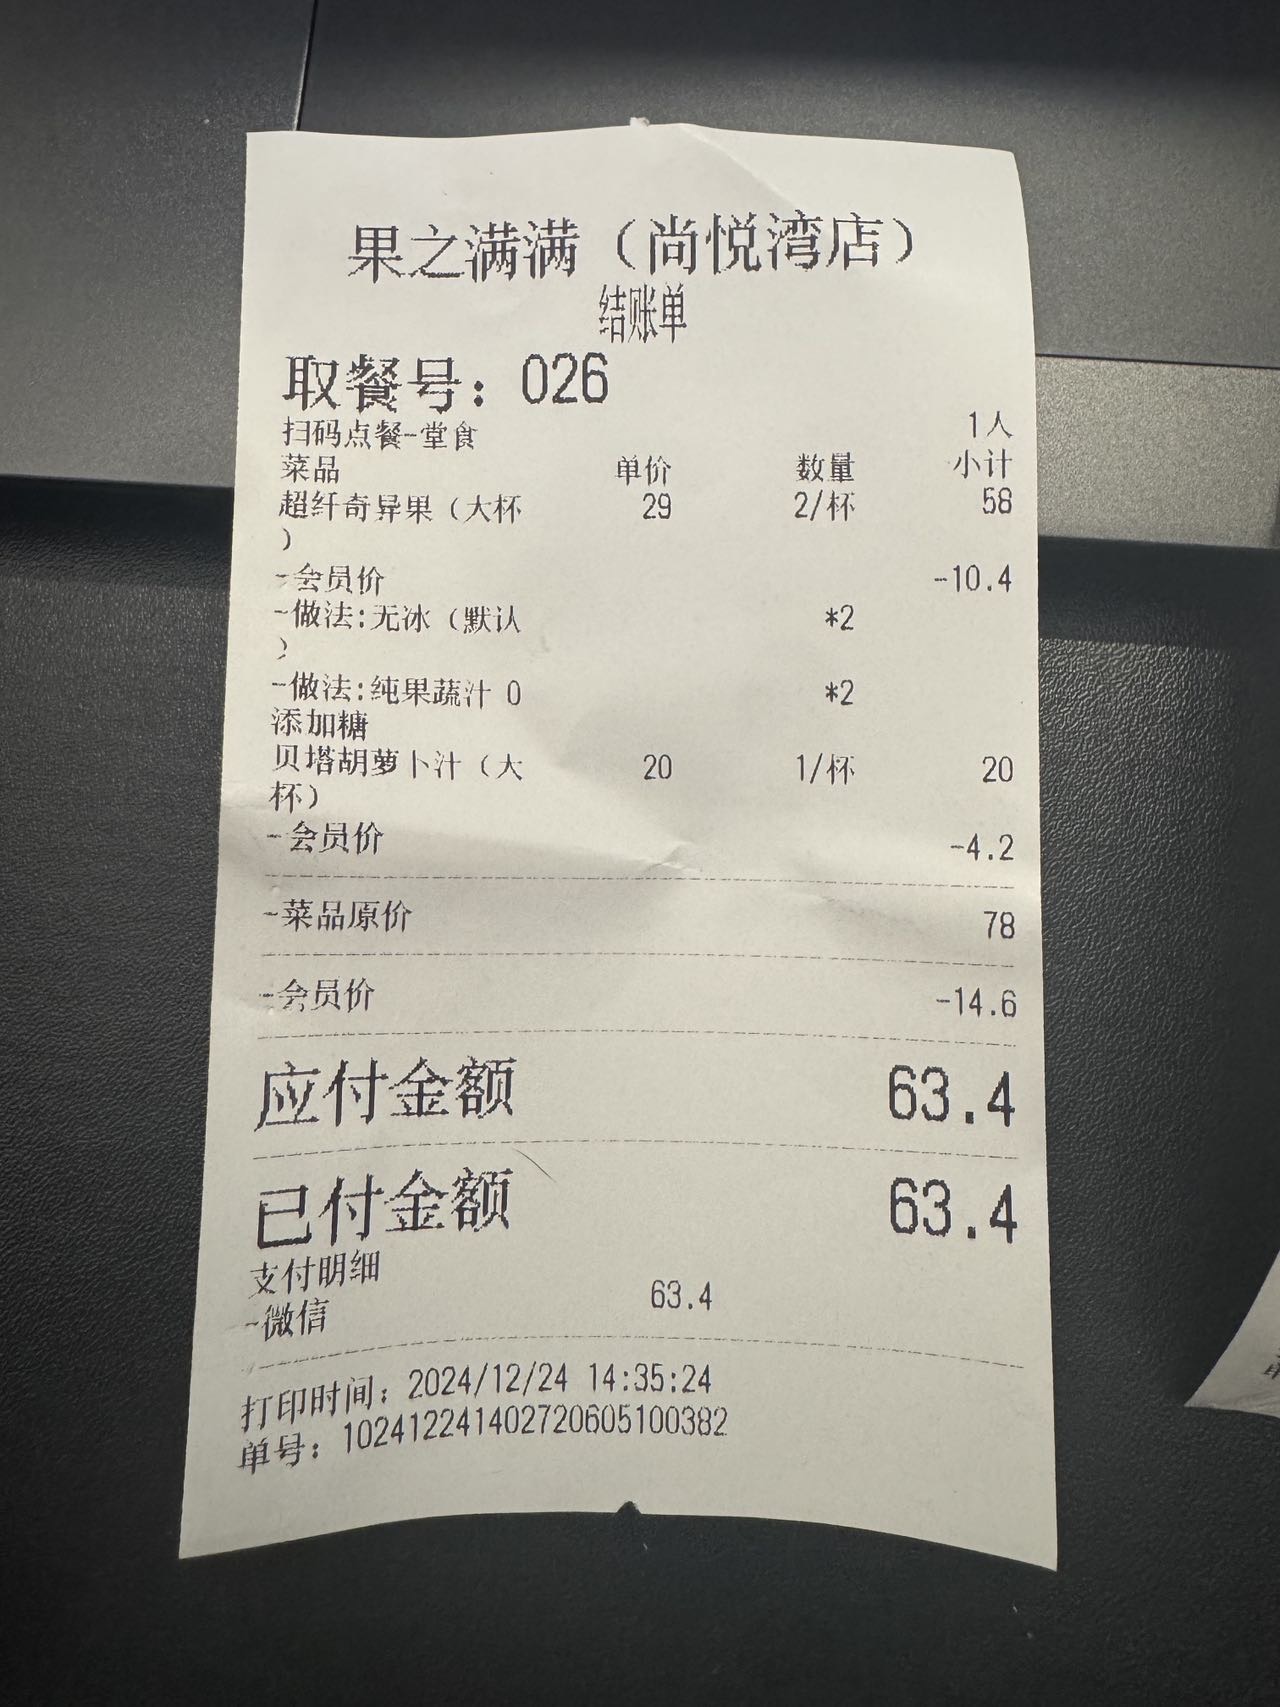 果之满满（尚悦湾店）
结账单
取餐号：026
扫码点餐-堂食 1人
菜品 单价 数量 小计
超纤奇异果（大杯 29 2/杯 58
）
-会员价 -10.4
-做法:无冰（默认 *2
）
-做法:纯果蔬汁 0 *2
添加糖
贝塔胡萝卜汁（大 20 1/杯 20
杯）
-会员价 -4.2
-菜品原价 78
-会员价 -14.6
应付金额 63.4
已付金额 63.4
支付明细
-微信 63.4
打印时间：2024/12/24 14:35:24
单号：102412241402720605100382